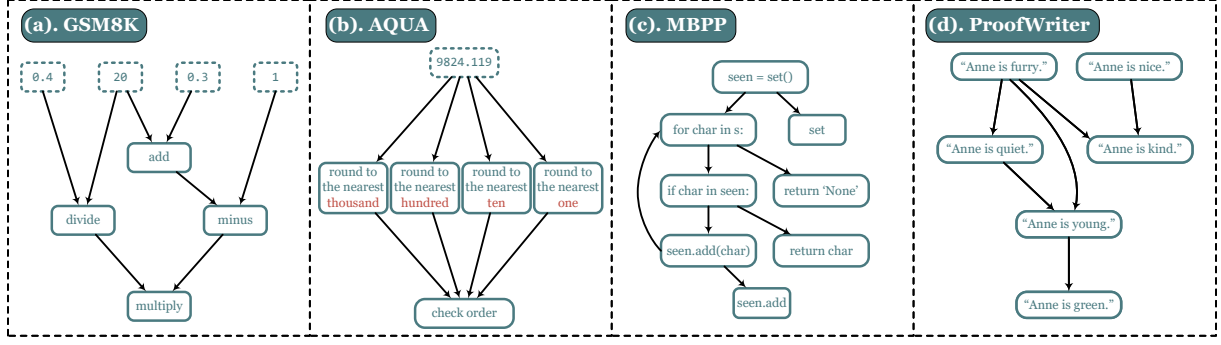 (a). GSM8K
0.4
20
0.3
1
add
divide
minus
multiply
(b). AQUA
9824.119
round to
the nearest
thousand
round to
the nearest
hundred
round to
the nearest
ten
round to
the nearest
one
check order
(c). MBPP
seen = set()
for char in s:
set
if char in seen:
return ‘None’
seen.add(char)
return char
seen.add
(d). ProofWriter
“Anne is furry.”
“Anne is nice.”
“Anne is quiet.”
“Anne is kind.”
“Anne is young.”
“Anne is green.”